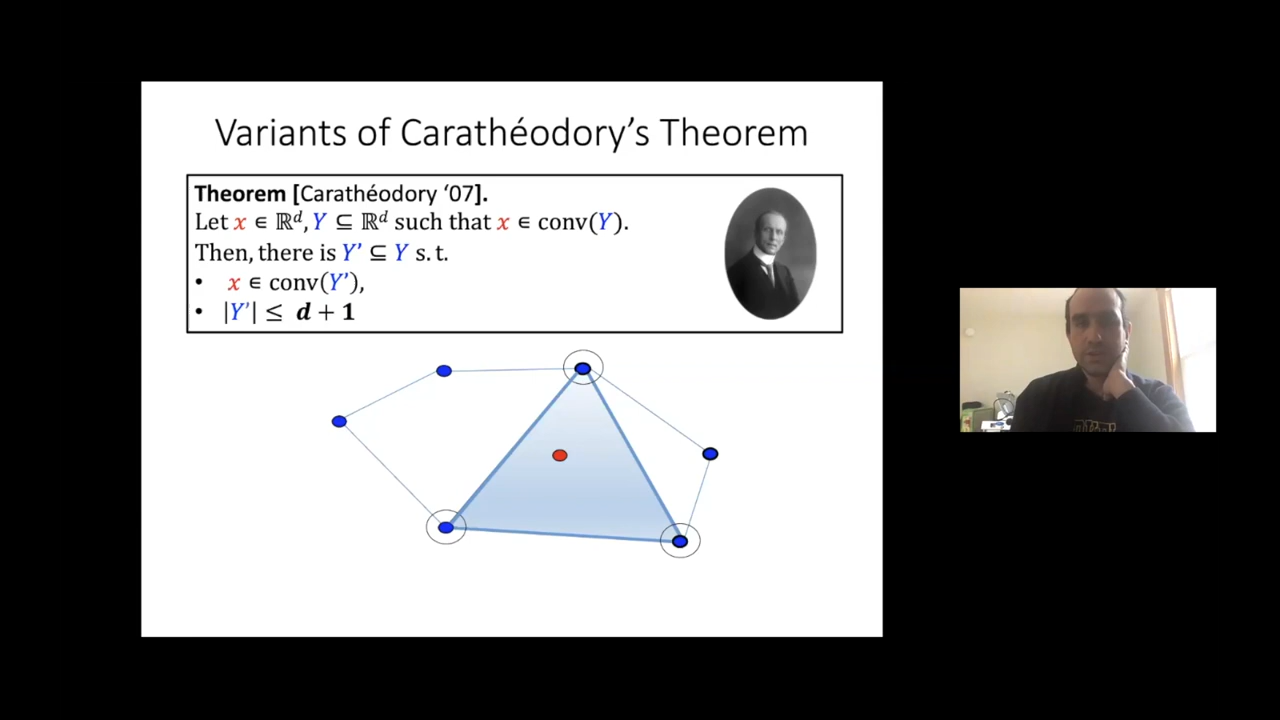 Variants of Carathéodory’s Theorem
Theorem [Carathéodory ‘07].
Let x ∈ ℝᵈ, Y ⊆ ℝᵈ such that x ∈ conv(Y).
Then, there is Y’ ⊆ Y s. t.
• x ∈ conv(Y’),
• |Y’| ≤ d + 1